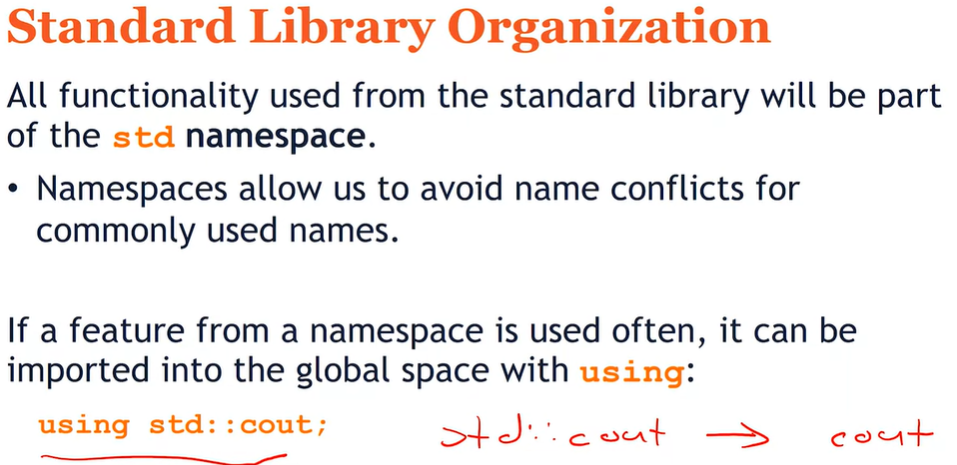 Standard Library Organization
All functionality used from the standard library will be part
of the std namespace.
• Namespaces allow us to avoid name conflicts for
commonly used names.
If a feature from a namespace is used often, it can be
imported into the global space with using:
using std::cout; std::cout → cout